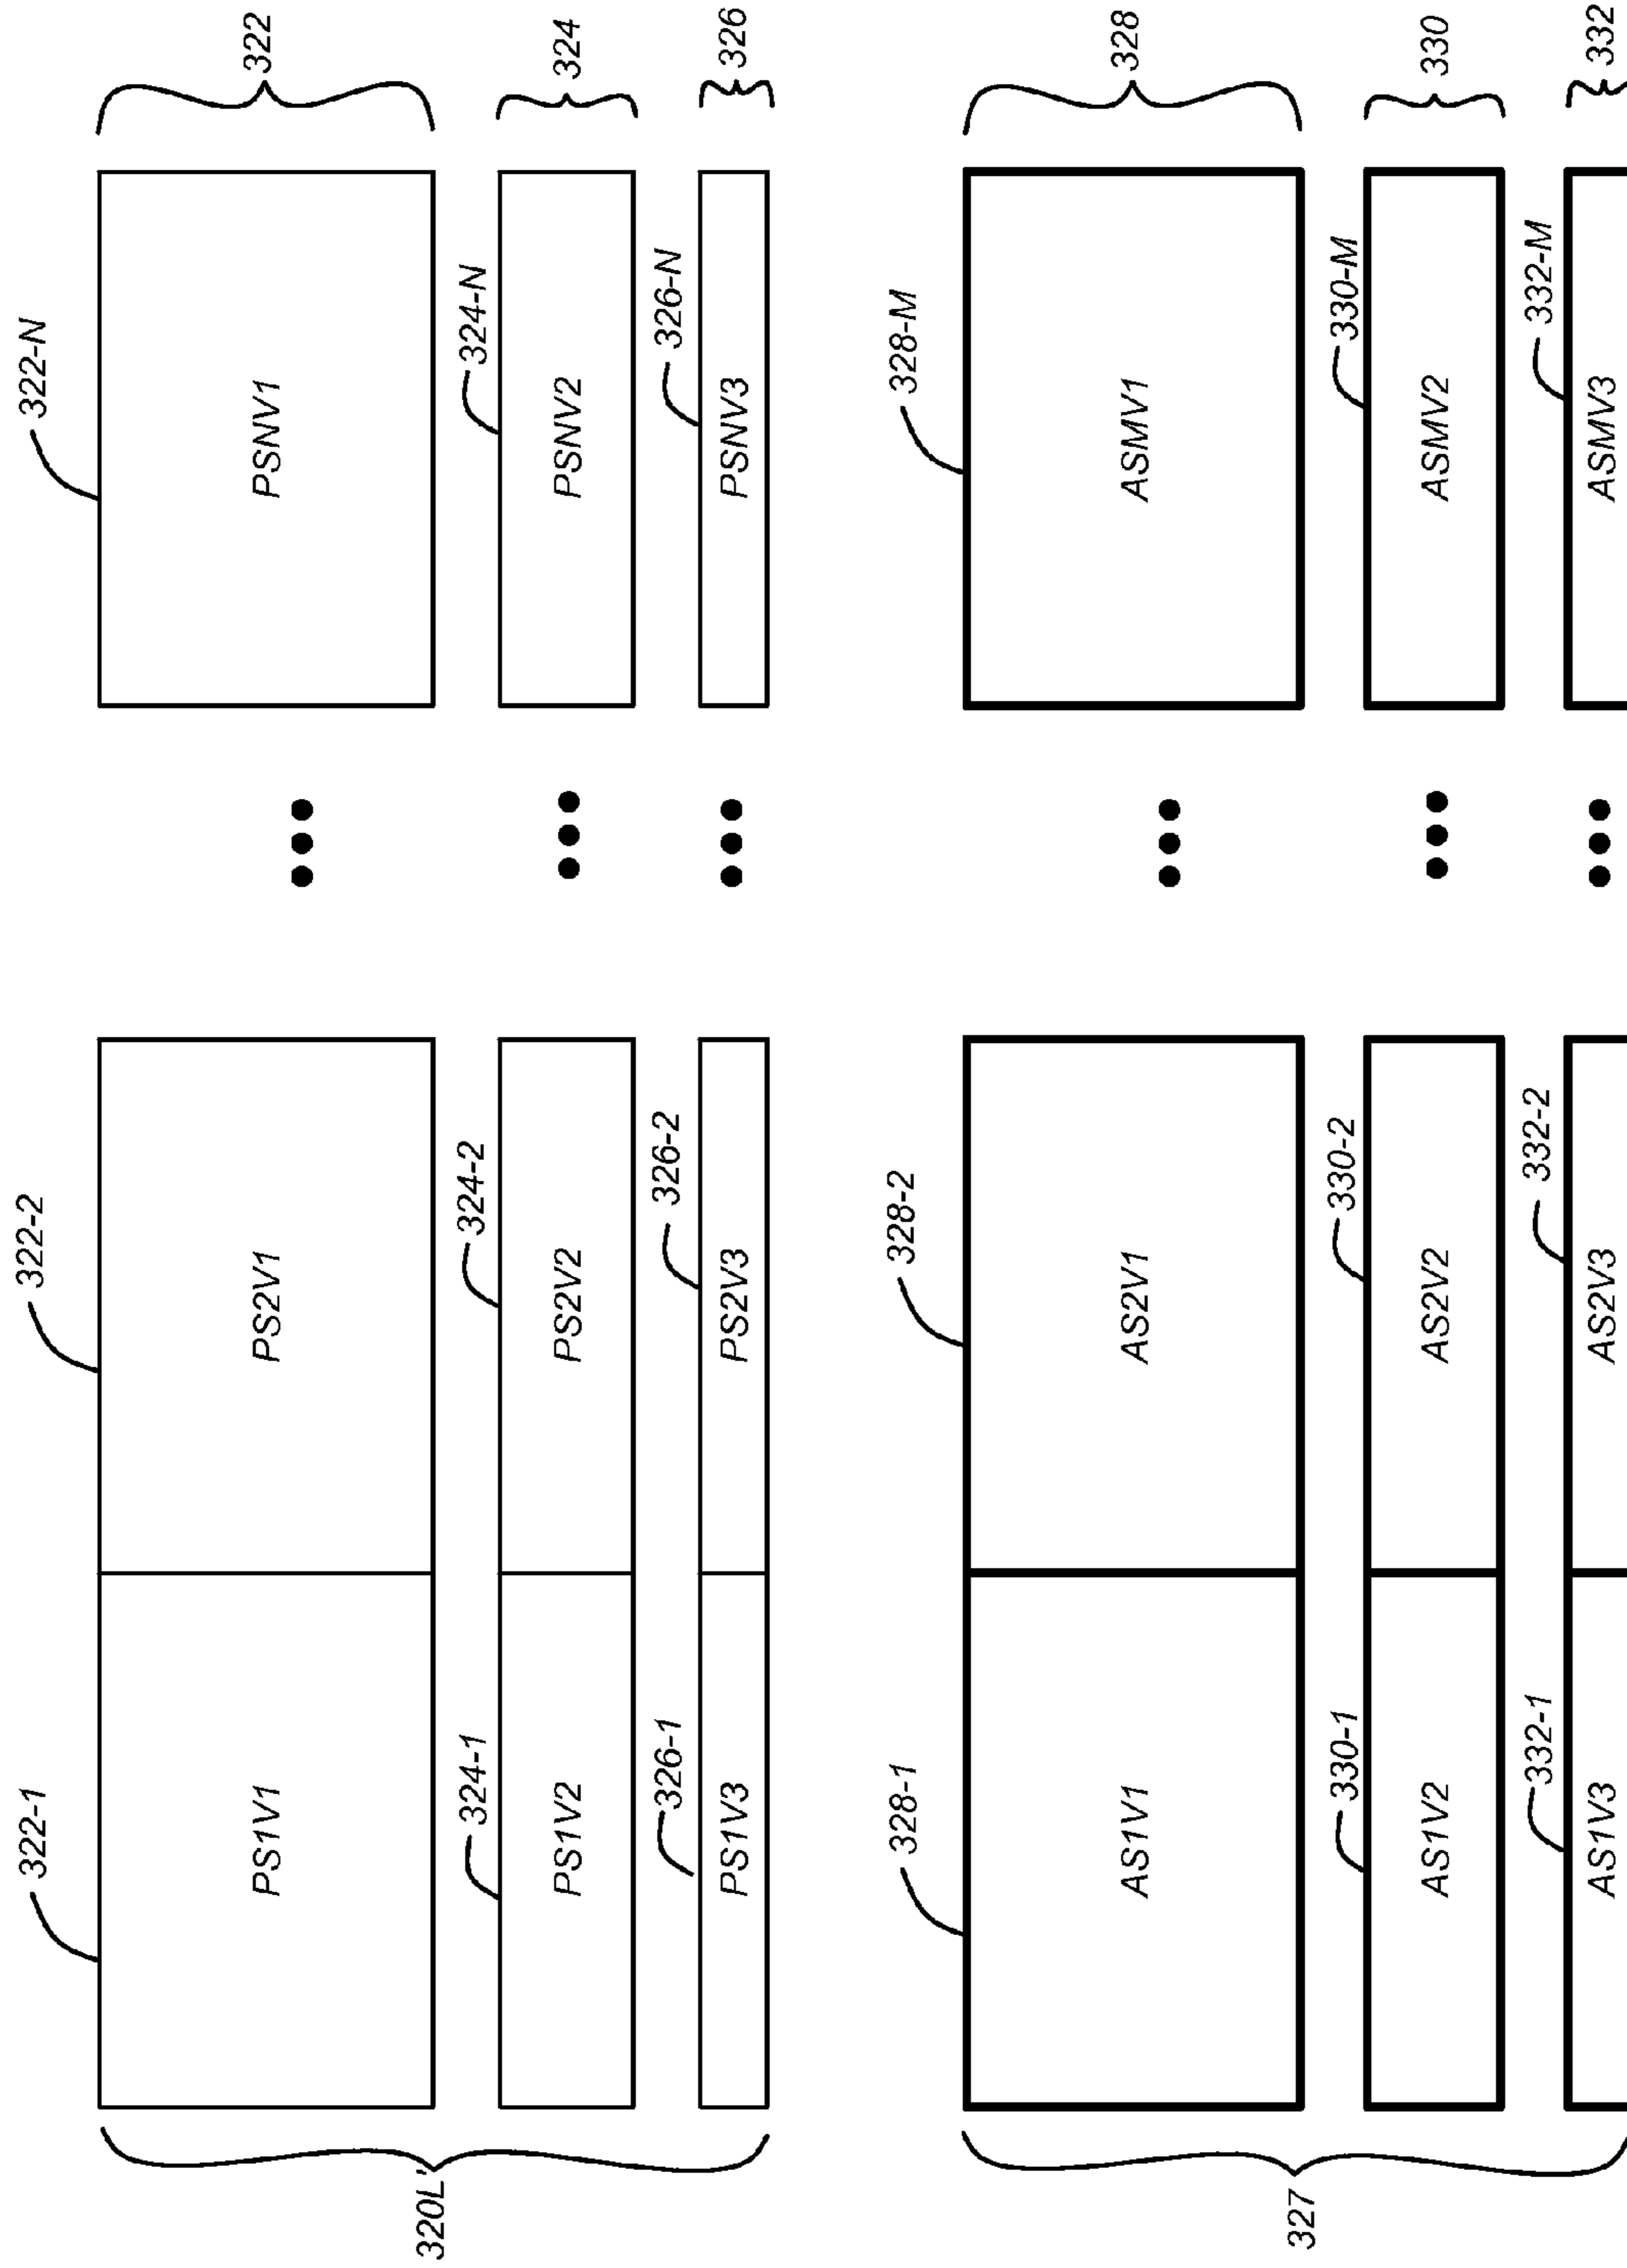 322-1 322-2 322-N
PS1V1 PS2V1 PSNV1 322
324-1 324-2 324-N
320L'
PS1V2 PS2V2 PSNV2 324
326-1 326-2 326-N
PS1V3 PS2V3 PSNV3 326
328-1 328-2 328-M
AS1V1 AS2V1 ASMV1 328
327
330-1 330-2 330-M
AS1V2 AS2V2 ASMV2 330
332-1 332-2 332-M
AS1V3 AS2V3 ASMV3 332